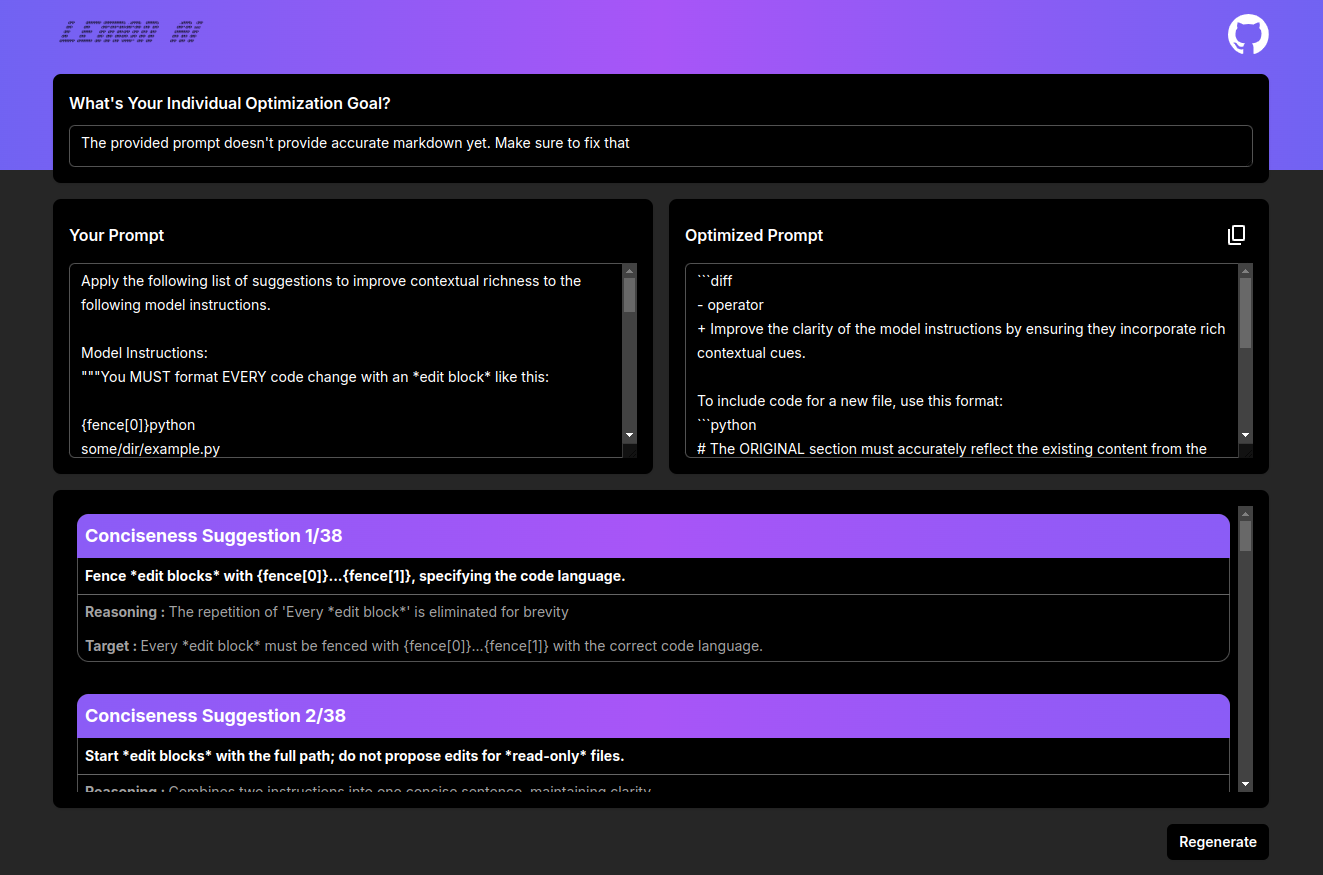 What's Your Individual Optimization Goal?
The provided prompt doesn't provide accurate markdown yet. Make sure to fix that
Your Prompt
Apply the following list of suggestions to improve contextual richness to the
following model instructions.
Model Instructions:
"""You MUST format EVERY code change with an *edit block* like this:
{fence[0]}python
some/dir/example.py
Optimized Prompt
```diff
- operator
+ Improve the clarity of the model instructions by ensuring they incorporate rich
contextual cues.
To include code for a new file, use this format:
```python
# The ORIGINAL section must accurately reflect the existing content from the
Conciseness Suggestion 1/38
Fence *edit blocks* with {fence[0]}...{fence[1]}, specifying the code language.
Reasoning : The repetition of 'Every *edit block*' is eliminated for brevity
Target : Every *edit block* must be fenced with {fence[0]}...{fence[1]} with the correct code language.
Conciseness Suggestion 2/38
Start *edit blocks* with the full path; do not propose edits for *read-only* files.
Reasoning : Combines two instructions into one concise sentence, maintaining clarity
Regenerate